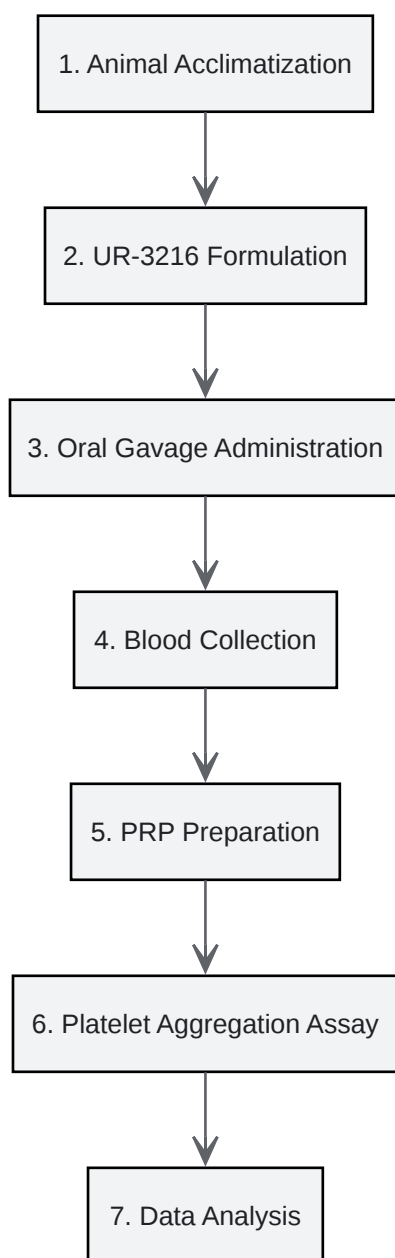 1. Animal Acclimatization
2. UR-3216 Formulation
3. Oral Gavage Administration
4. Blood Collection
5. PRP Preparation
6. Platelet Aggregation Assay
7. Data Analysis